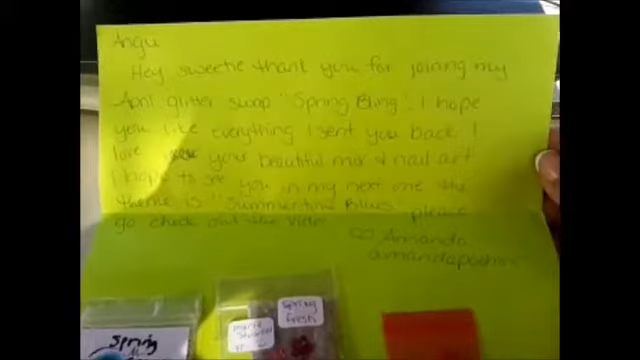 Angu
Hey sweetie thank you for joining my
April glitter swap "Spring Bling". I hope
you like everything I sent you back. I
love your beautiful mix & nail art
I hope to see you in my next one the
theme is "Summertime Blues" please
go check out the video
Amanda
Spring
fresh
Spring